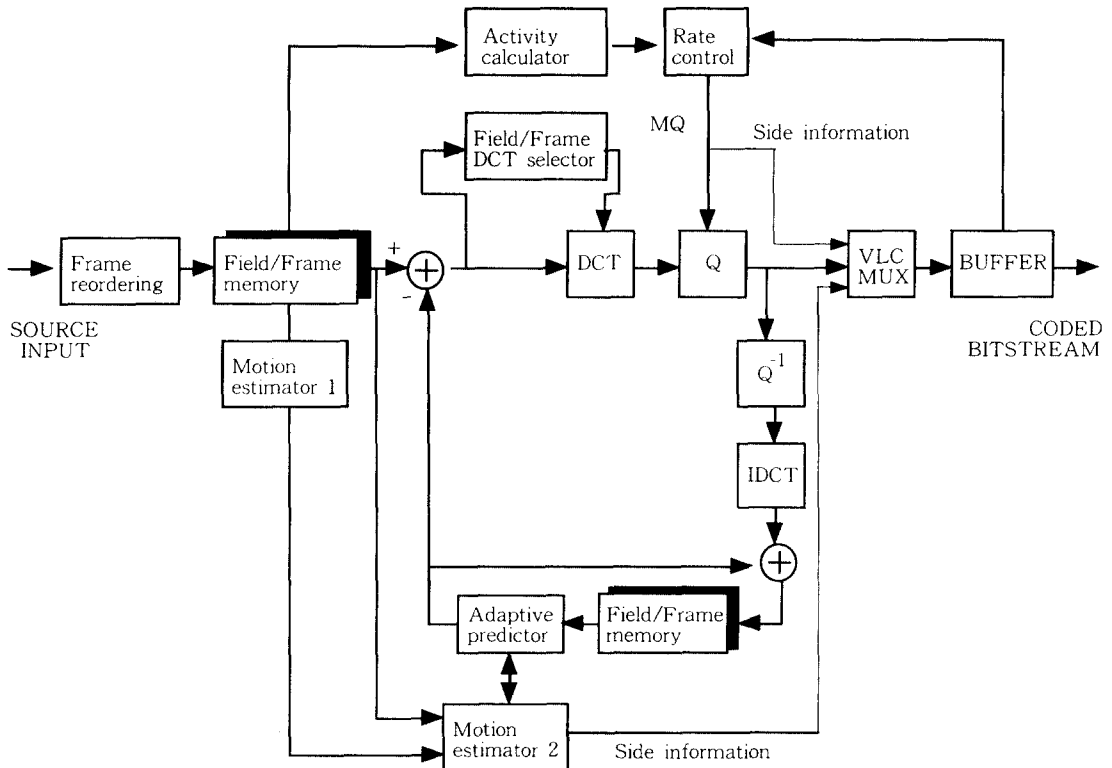 Activity
calculator
Rate
control
MQ
Side information
Field/Frame
DCT selector
Frame
reordering
Field/Frame
memory
+
+
-
DCT
Q
VLC
MUX
BUFFER
SOURCE
INPUT
CODED
BITSTREAM
Motion
estimator 1
Q-1
IDCT
+
Adaptive
predictor
Field/Frame
memory
Motion
estimator 2
Side information